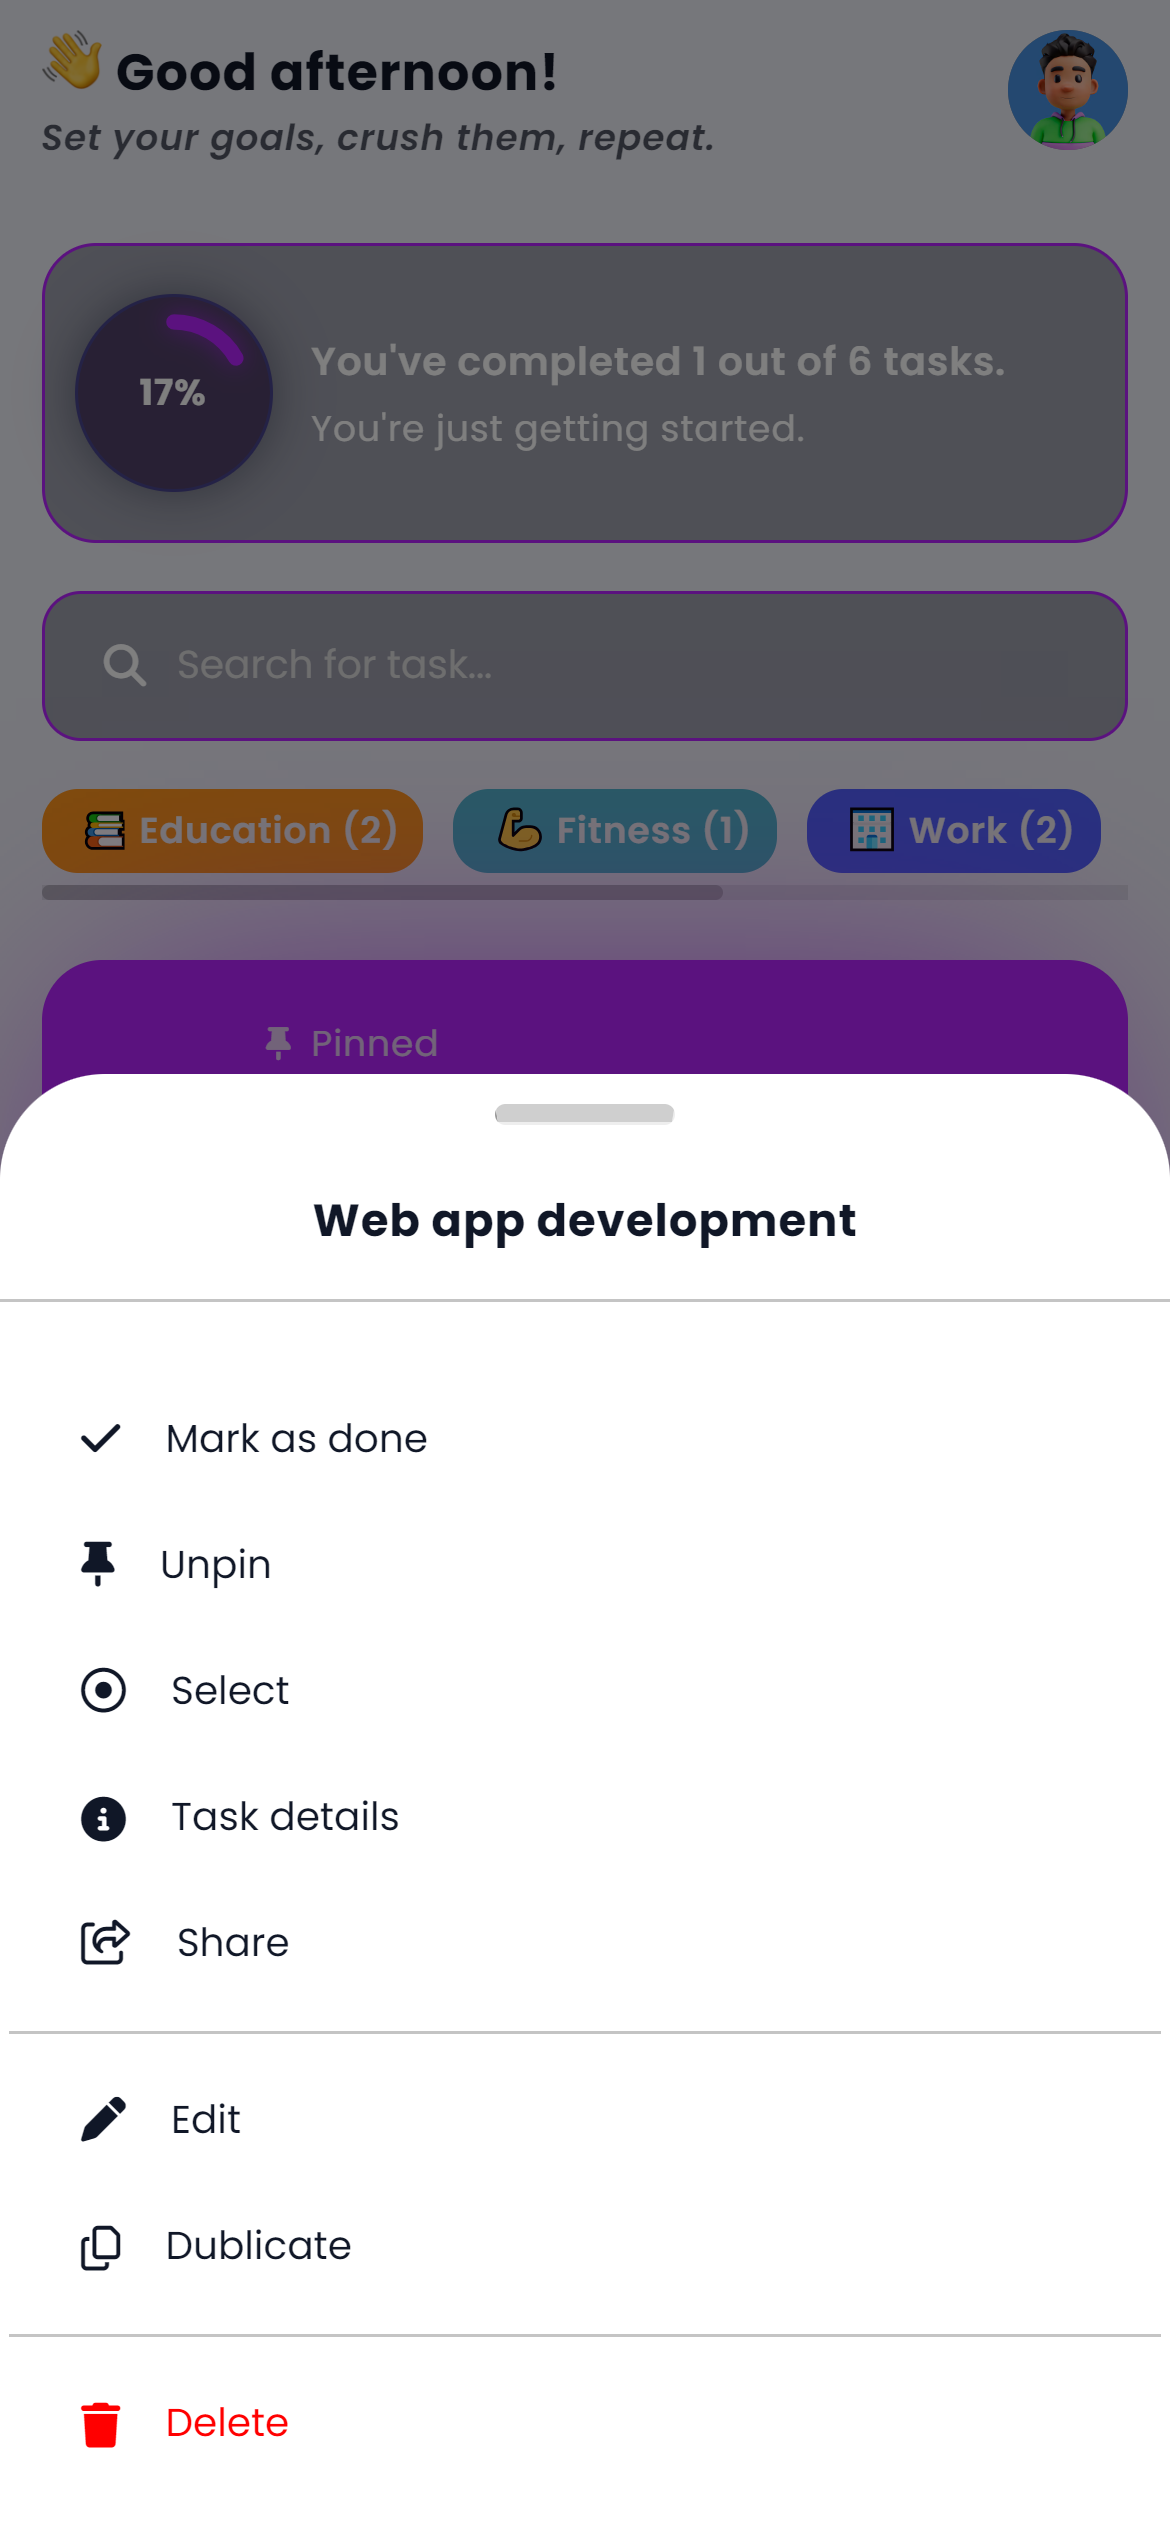 Good afternoon!
Set your goals, crush them, repeat.
17%
You've completed 1 out of 6 tasks.
You're just getting started.
Search for task...
Education (2)
Fitness (1)
Work (2)
Pinned
Web app development
Mark as done
Unpin
Select
Task details
Share
Edit
Dublicate
Delete